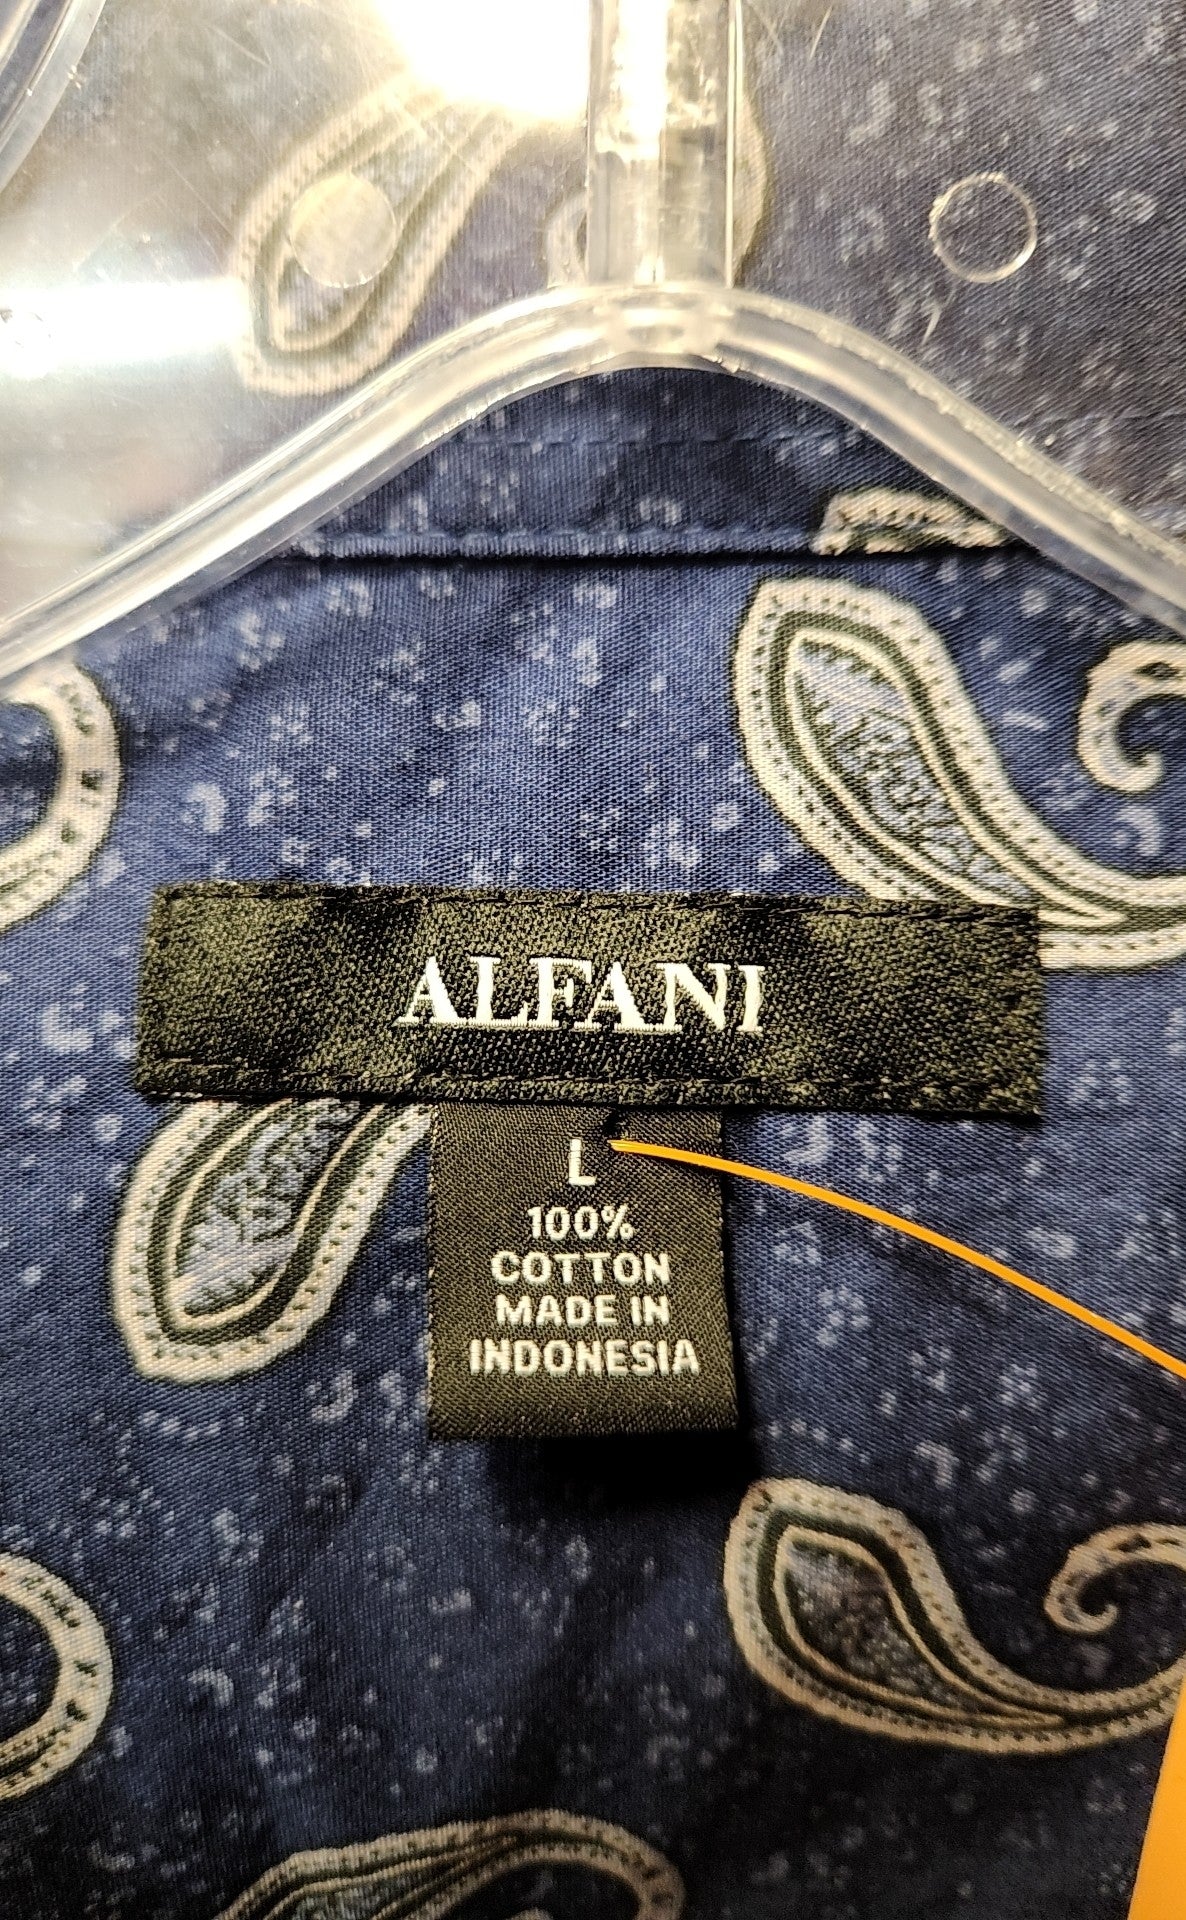 ALFANI
L
100%
COTTON
MADE IN
INDONESIA